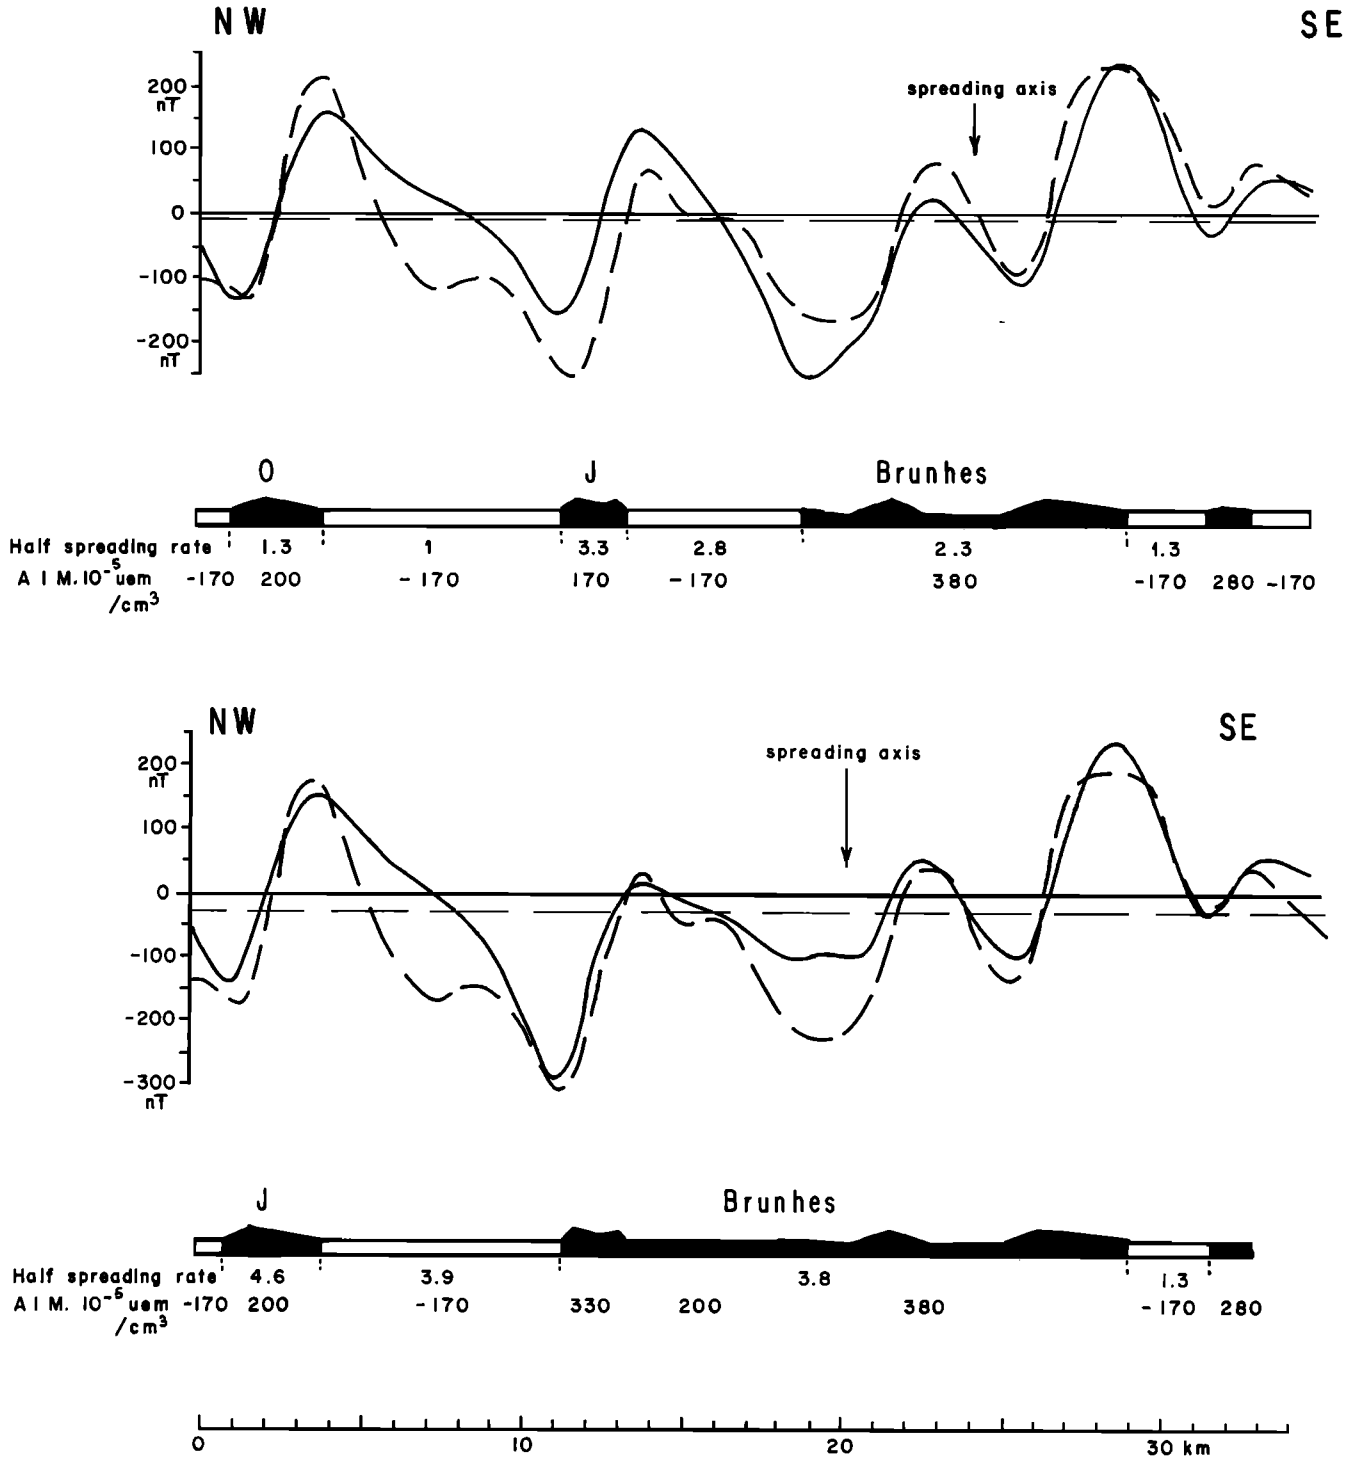 NW SE
spreading axis
200
nT
100
0
-100
-200
nT
O J Brunhes
Half spreading rate 1.3 1 3.3 2.8 2.3 1.3
A I M. 10⁻⁵ uem -170 200 -170 170 -170 380 -170 280 -170
/cm³
NW SE
spreading axis
200
nT
100
0
-100
-200
-300
nT
J Brunhes
Half spreading rate 4.6 3.9 3.8 1.3
A I M. 10⁻⁵ uem -170 200 -170 330 200 380 -170 280
/cm³
0 10 20 30 km